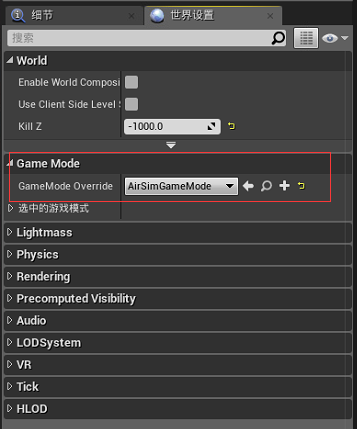 细节 世界设置
搜索
World
Enable World Composi
Use Client Side Level
Kill Z -1000.0
Game Mode
GameMode Override AirSimGameMode
选中的游戏模式
Lightmass
Physics
Rendering
Precomputed Visibility
Audio
LODSystem
VR
Tick
HLOD